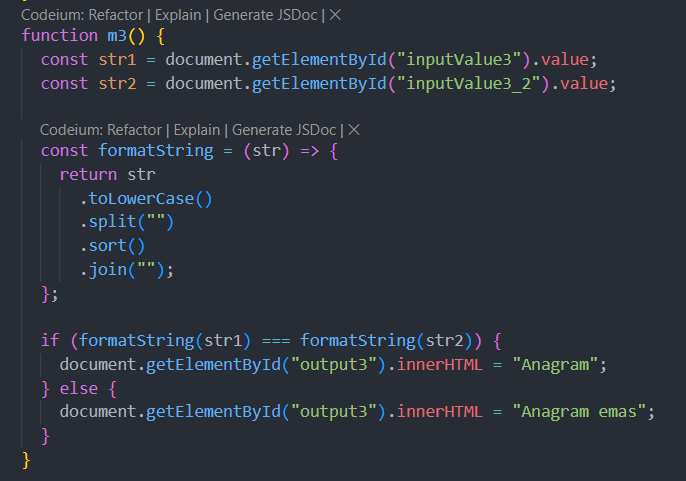 Codeium: Refactor | Explain | Generate JSDoc | ✕
function m3() {
  const str1 = document.getElementById("inputValue3").value;
  const str2 = document.getElementById("inputValue3_2").value;
  Codeium: Refactor | Explain | Generate JSDoc | ✕
  const formatString = (str) => {
    return str
      .toLowerCase()
      .split("")
      .sort()
      .join("");
  };
  if (formatString(str1) === formatString(str2)) {
    document.getElementById("output3").innerHTML = "Anagram";
  } else {
    document.getElementById("output3").innerHTML = "Anagram emas";
  }
}